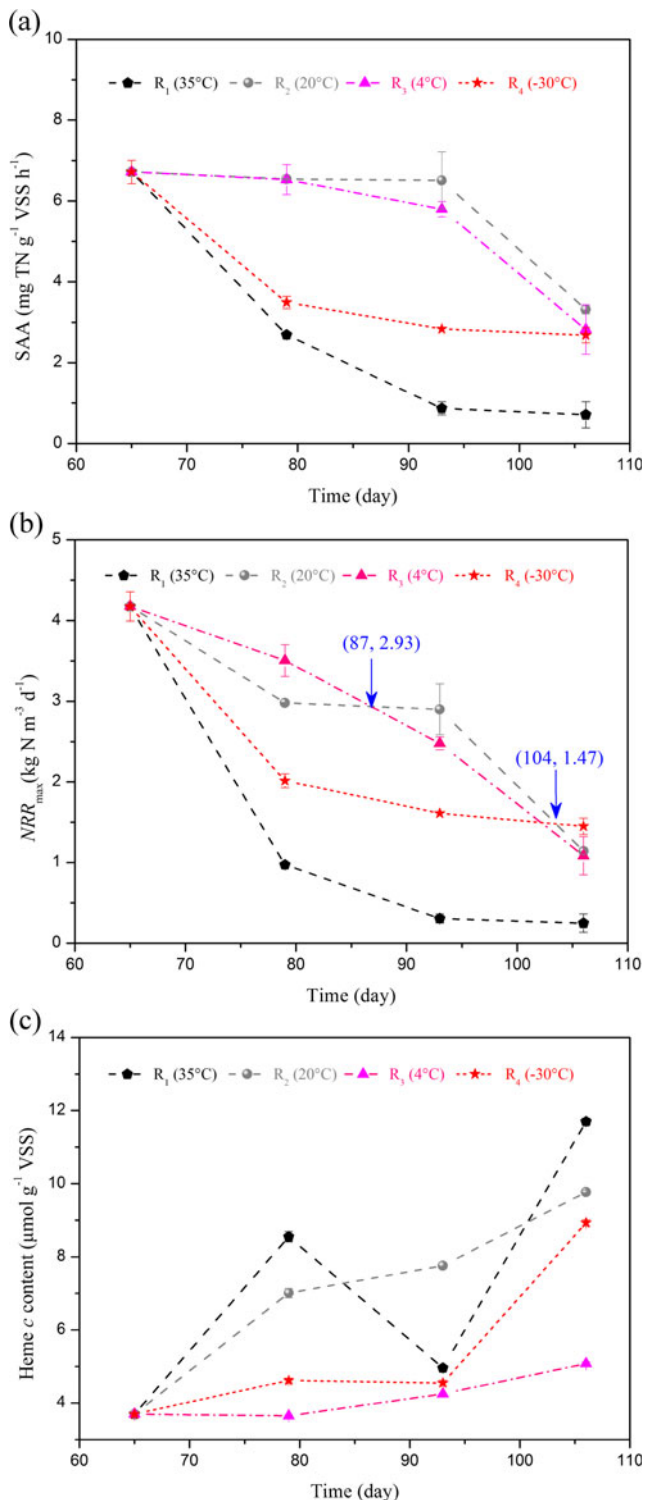 (a)
10
8
6
4
2
0
SAA (mg TN g⁻¹ VSS h⁻¹)
R₁ (35°C) R₂ (20°C) R₃ (4°C) R₄ (-30°C)
60 70 80 90 100 110
Time (day)
(b)
5
4
3
2
1
0
NRRmax(kg N m⁻³ d⁻¹)
R₁ (35°C) R₂ (20°C) R₃ (4°C) R₄ (-30°C)
(87, 2.93)
(104, 1.47)
60 70 80 90 100 110
Time (day)
(c)
14
12
10
8
6
4
Heme c content (μmol g⁻¹ VSS)
R₁ (35°C) R₂ (20°C) R₃ (4°C) R₄ (-30°C)
60 70 80 90 100 110
Time (day)